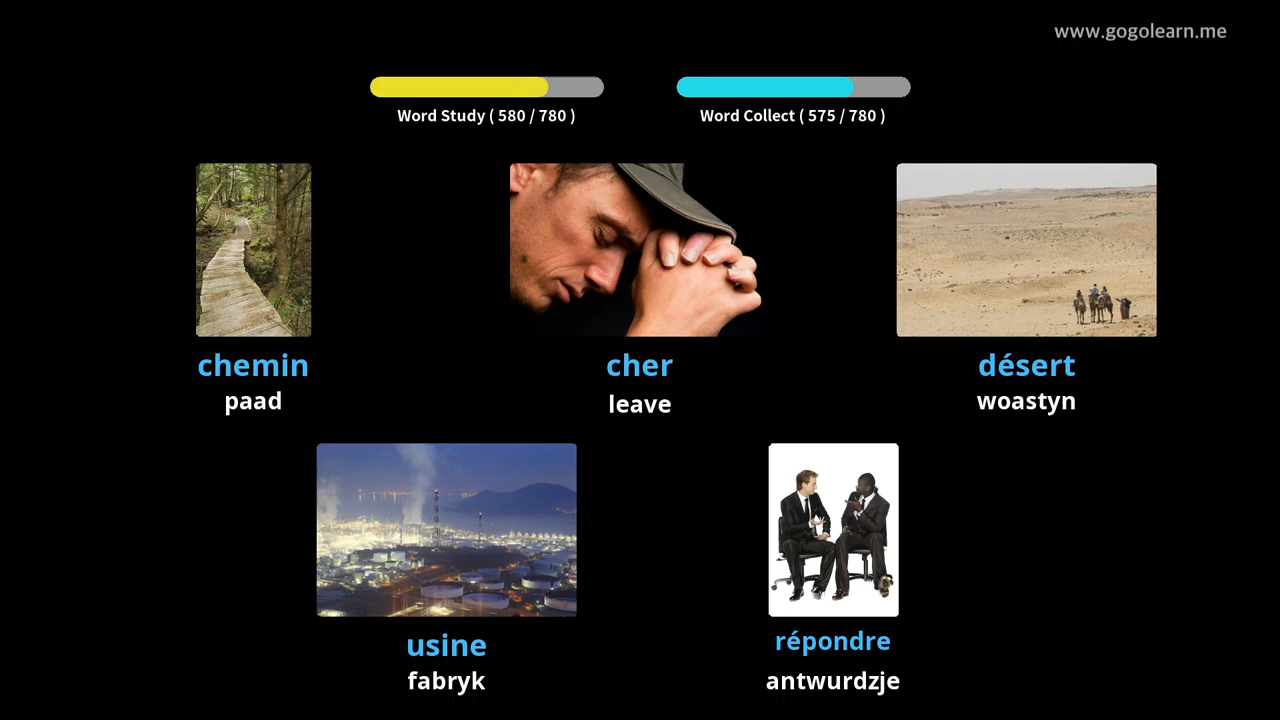 www.gogolearn.me
Word Study ( 580 / 780 )
Word Collect ( 575 / 780 )
chemin
paad
cher
leave
désert
woastyn
usine
fabryk
répondre
antwurdzje